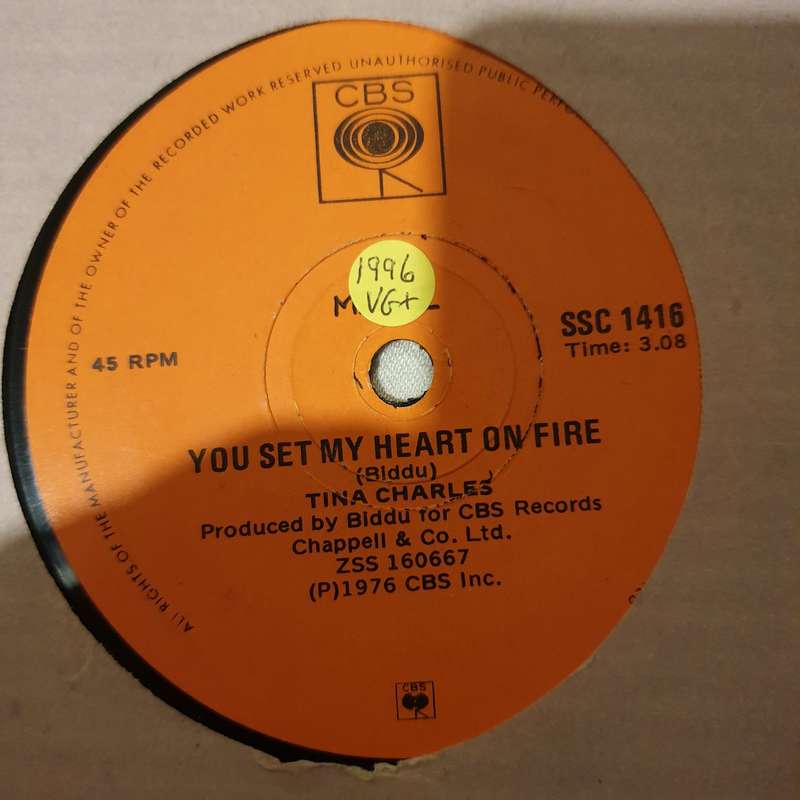 ALL RIGHTS OF THE MANUFACTURER AND OF THE OWNER OF THE RECORDED WORK RESERVED UNAUTHORISED PUBLIC
CBS
1996
VG+
SSC 1416
Time: 3.08
45 RPM
YOU SET MY HEART ON FIRE
(Biddu)
TINA CHARLES
Produced by Biddu for CBS Records
Chappell & Co. Ltd.
ZSS 160667
(P)1976 CBS Inc.
CBS